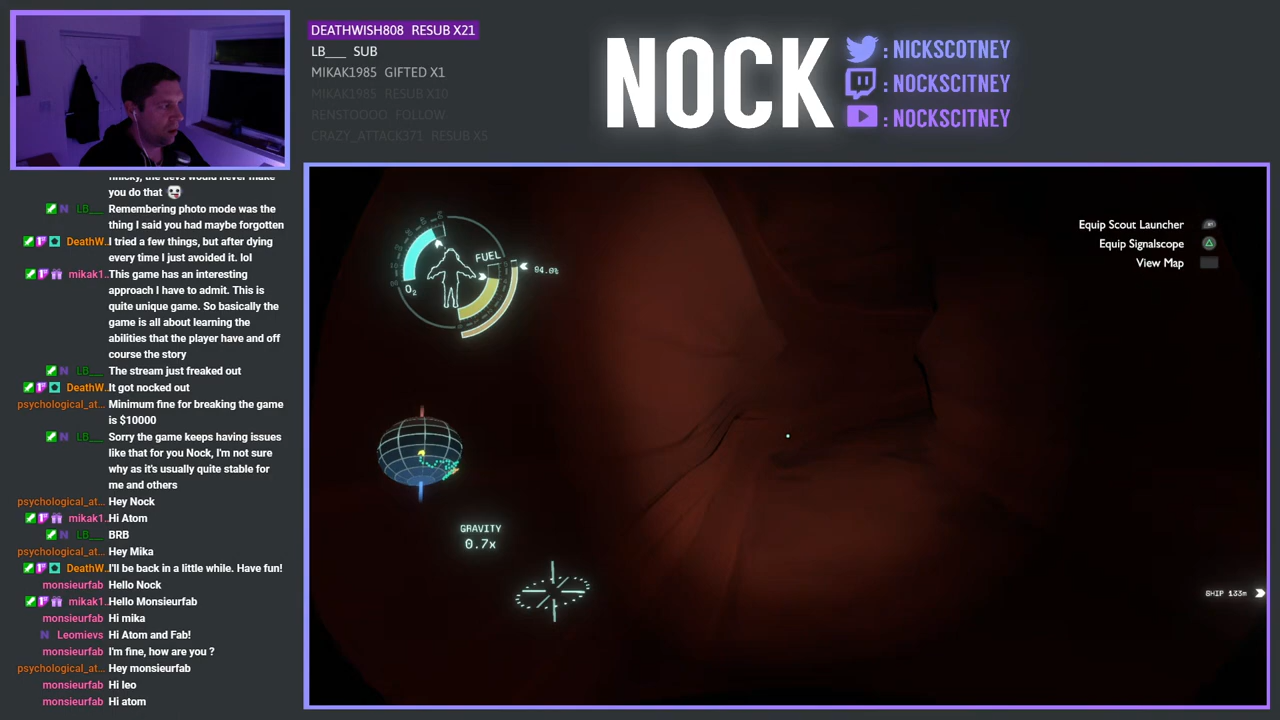 DEATHWISH808 RESUB X21
LB___ SUB
MIKAK1985 GIFTED X1
MIKAK1985 RESUB X10
RENSTOOOO FOLLOW
CRAZY_ATTACK371 RESUB X5
NOCK
: NICKSCOTNEY
: NOCKSCITNEY
: NOCKSCITNEY
you do that
LB___ Remembering photo mode was the
thing I said you had maybe forgotten
DeathW.. I tried a few things, but after dying
every time I just avoided it. lol
mikak1.. This game has an interesting
approach I have to admit. This is
quite unique game. So basically the
game is all about learning the
abilities that the player have and off
course the story
LB___ The stream just freaked out
DeathW.. It got nocked out
psychological_at... Minimum fine for breaking the game
is $10000
LB___ Sorry the game keeps having issues
like that for you Nock, I'm not sure
why as it's usually quite stable for
me and others
psychological_at... Hey Nock
mikak1.. Hi Atom
LB___ BRB
psychological_at... Hey Mika
DeathW.. I'll be back in a little while. Have fun!
monsieurfab Hello Nock
mikak1.. Hello Monsieurfab
monsieurfab Hi mika
Leomievs Hi Atom and Fab!
monsieurfab I'm fine, how are you ?
psychological_at... Hey monsieurfab
monsieurfab Hi leo
monsieurfab Hi atom
FUEL
O₂
Equip Scout Launcher
Equip Signalscope
View Map
GRAVITY
0.7x
SHIP 133m